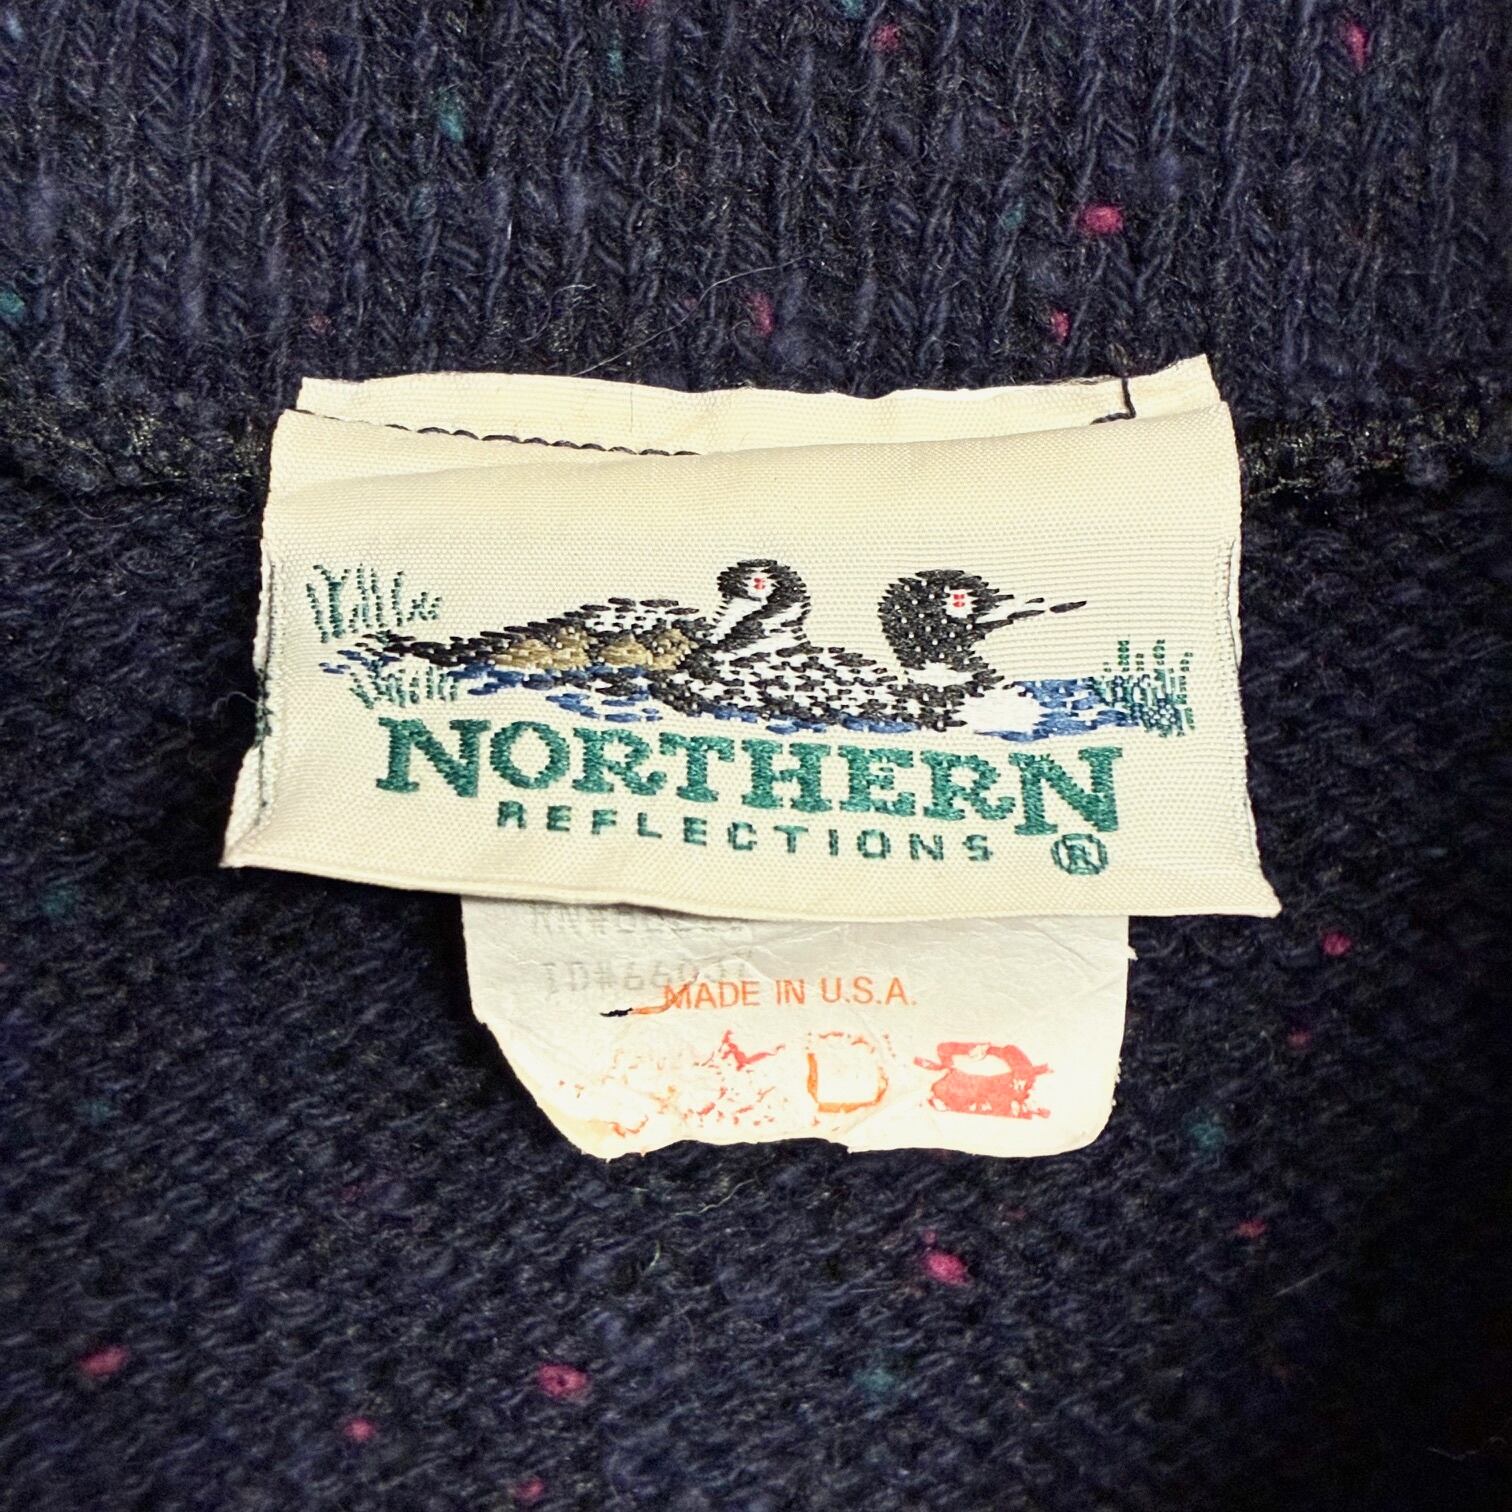 NORTHERN
REFLECTIONS ®
MADE IN U.S.A.